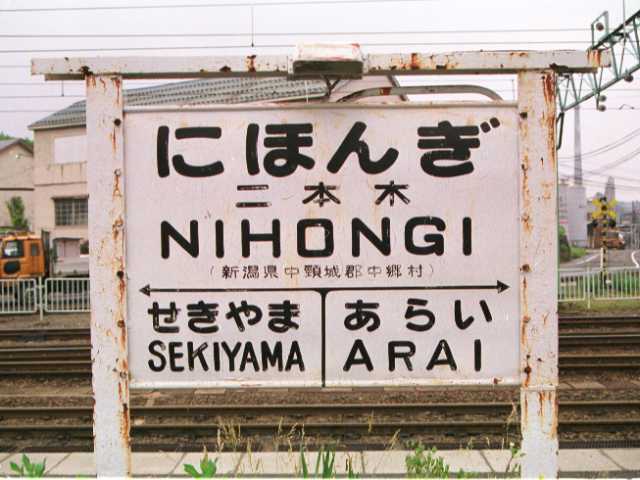 にほんぎ
二本木
NIHONGI
(新潟県中頸城郡中郷村)
せきやま あらい
SEKIYAMA ARAI